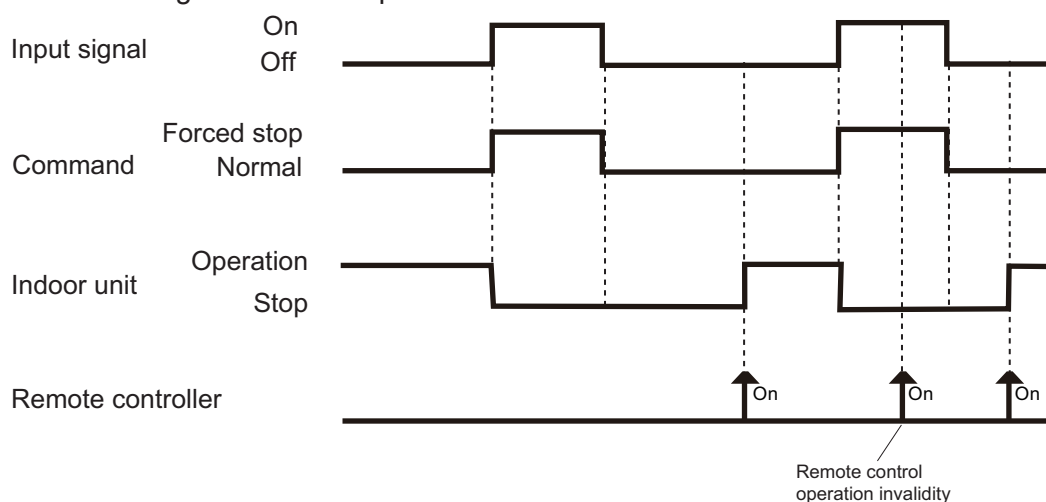 On
Input signal
Off
Forced stop
Command Normal
Operation
Indoor unit
Stop
Remote controller
On On On
Remote control
operation invalidity